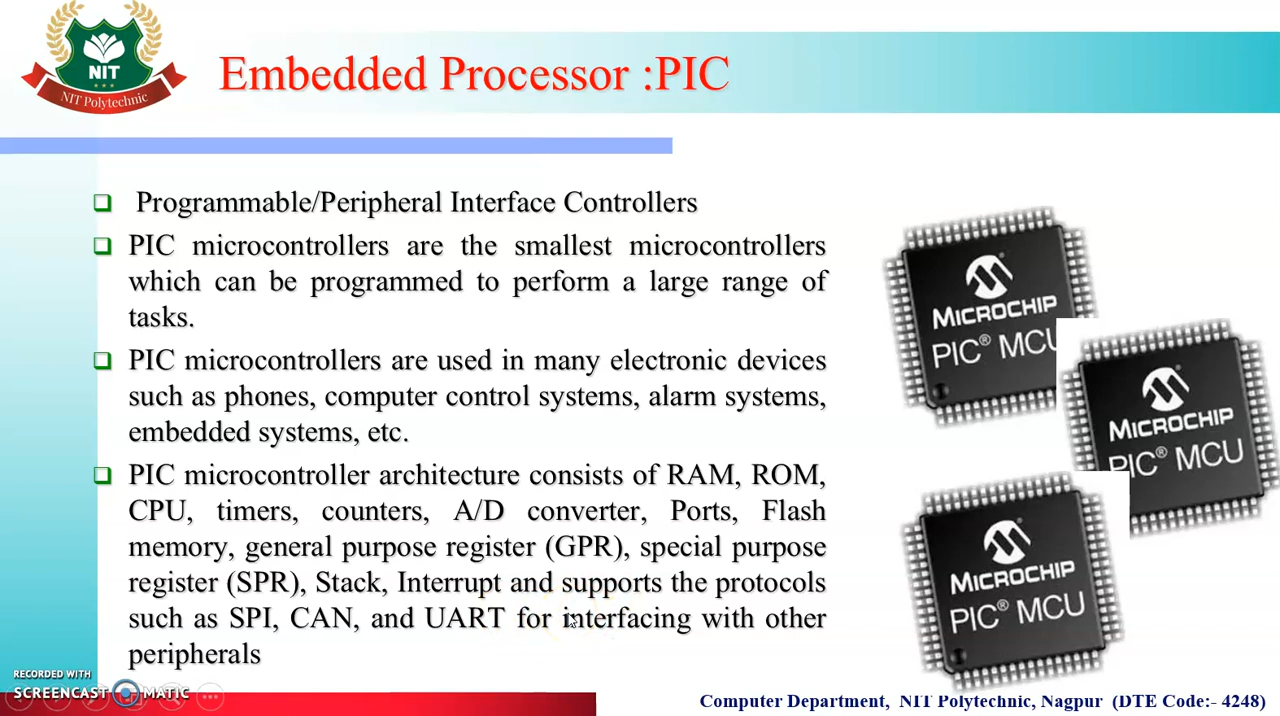 NIT
NIT Polytechnic
Embedded Processor :PIC
Programmable/Peripheral Interface Controllers
PIC microcontrollers are the smallest microcontrollers
which can be programmed to perform a large range of
tasks.
PIC microcontrollers are used in many electronic devices
such as phones, computer control systems, alarm systems,
embedded systems, etc.
PIC microcontroller architecture consists of RAM, ROM,
CPU, timers, counters, A/D converter, Ports, Flash
memory, general purpose register (GPR), special purpose
register (SPR), Stack, Interrupt and supports the protocols
such as SPI, CAN, and UART for interfacing with other
peripherals
MICROCHIP
PIC® MCU
MICROCHIP
PIC® MCU
MICROCHIP
PIC® MCU
RECORDED WITH
SCREENCAST MATIC
Computer Department, NIT Polytechnic, Nagpur (DTE Code:- 4248)